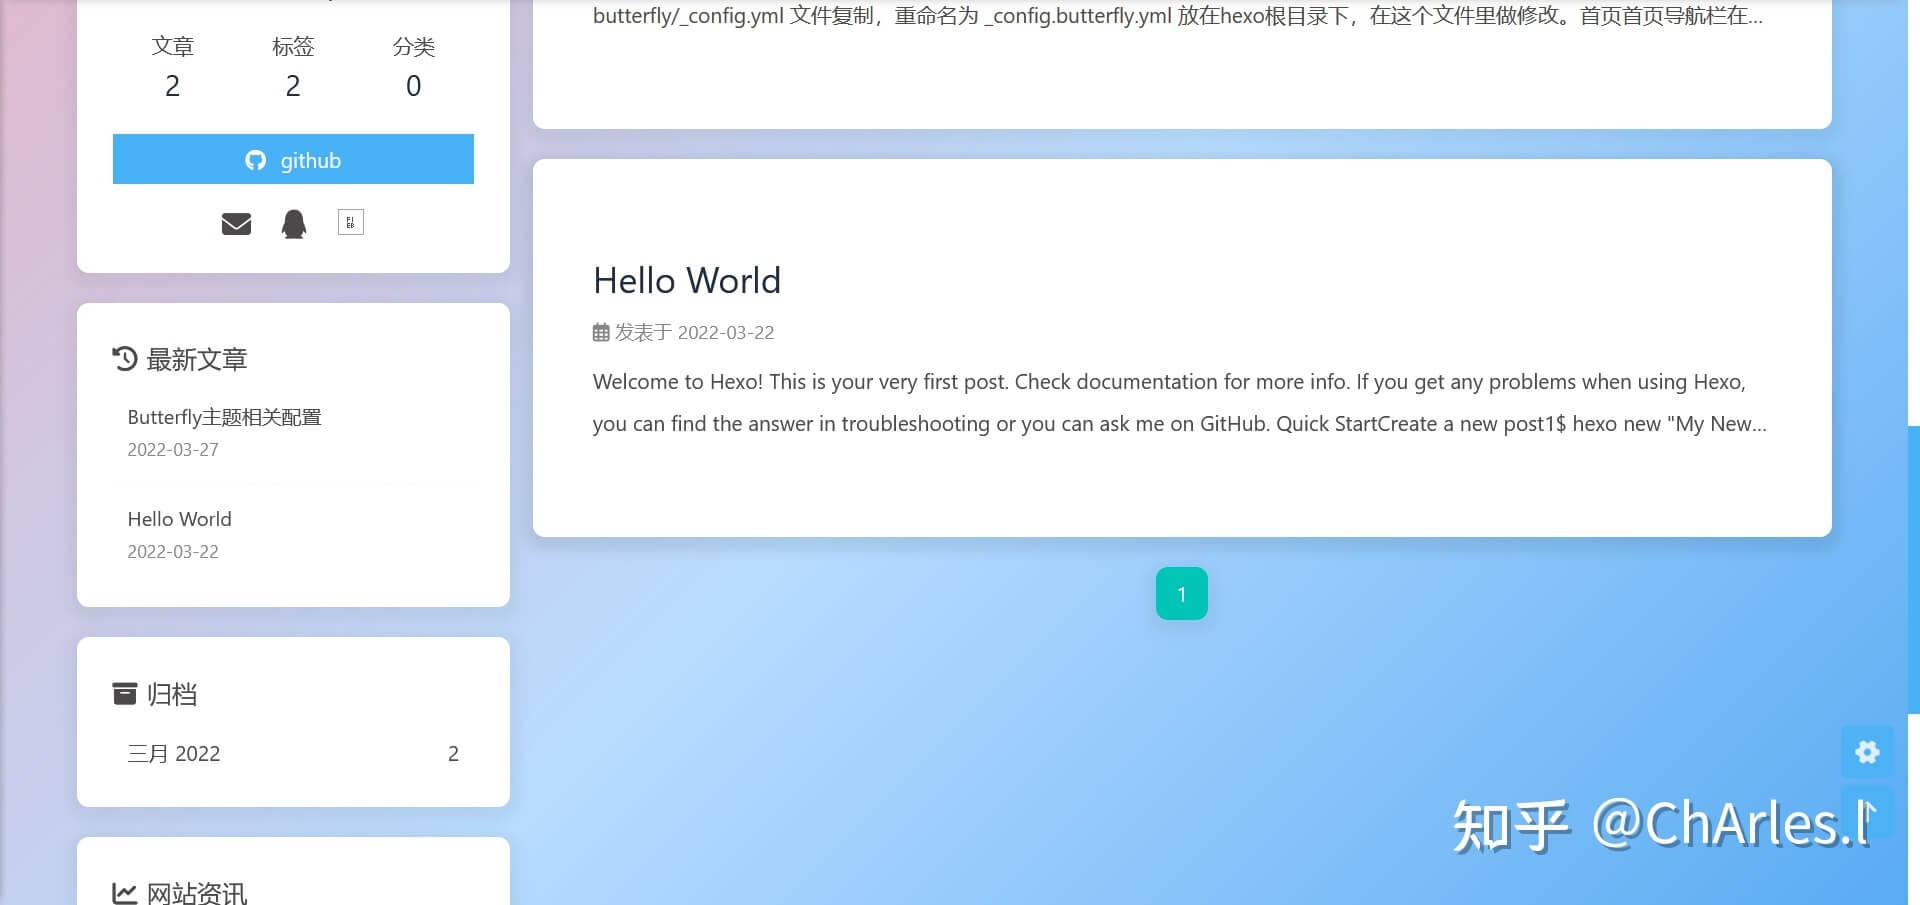 文章
标签
分类
2
2
0
github
最新文章
Butterfly主题相关配置
2022-03-27
Hello World
2022-03-22
归档
三月 2022
2
网站资讯
butterfly/_config.yml 文件复制，重命名为 _config.butterfly.yml 放在hexo根目录下，在这个文件里做修改。首页首页导航栏在...
Hello World
发表于 2022-03-22
Welcome to Hexo! This is your very first post. Check documentation for more info. If you get any problems when using Hexo,
you can find the answer in troubleshooting or you can ask me on GitHub. Quick StartCreate a new post1$ hexo new "My New...
1
知乎 @ChArles.l